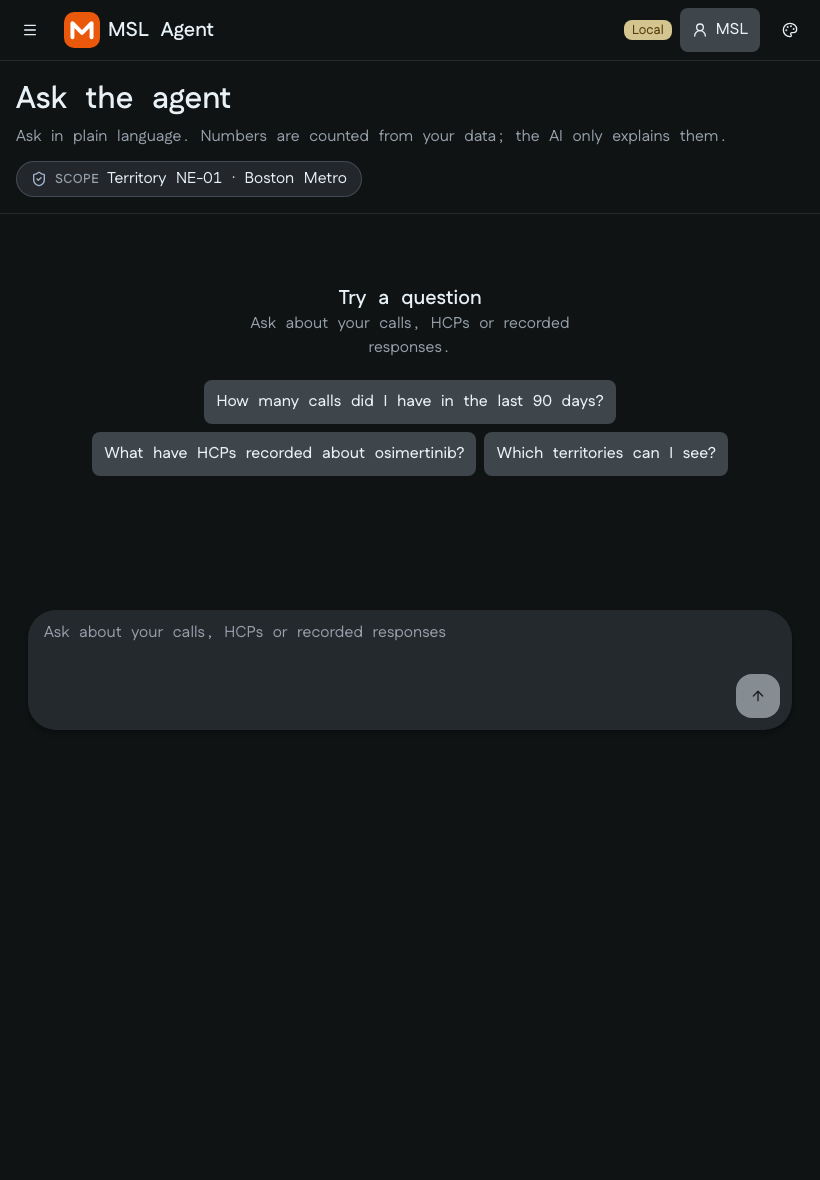 MSL Agent
Local
MSL
Ask the agent
Ask in plain language. Numbers are counted from your data; the AI only explains them.
SCOPE Territory NE-01 · Boston Metro
Try a question
Ask about your calls, HCPs or recorded
responses.
How many calls did I have in the last 90 days?
What have HCPs recorded about osimertinib?
Which territories can I see?
Ask about your calls, HCPs or recorded responses